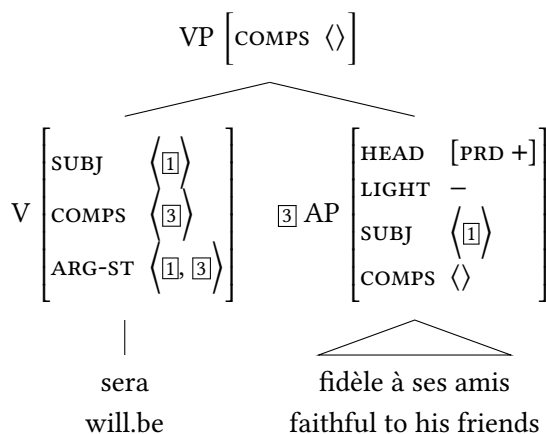 VP [COMPS ⟨⟩]
V [SUBJ ⟨1⟩
COMPS ⟨3⟩
ARG-ST ⟨1, 3⟩]
3 AP [HEAD [PRD +]
LIGHT –
SUBJ ⟨1⟩
COMPS ⟨⟩]
sera
will.be
fidèle à ses amis
faithful to his friends